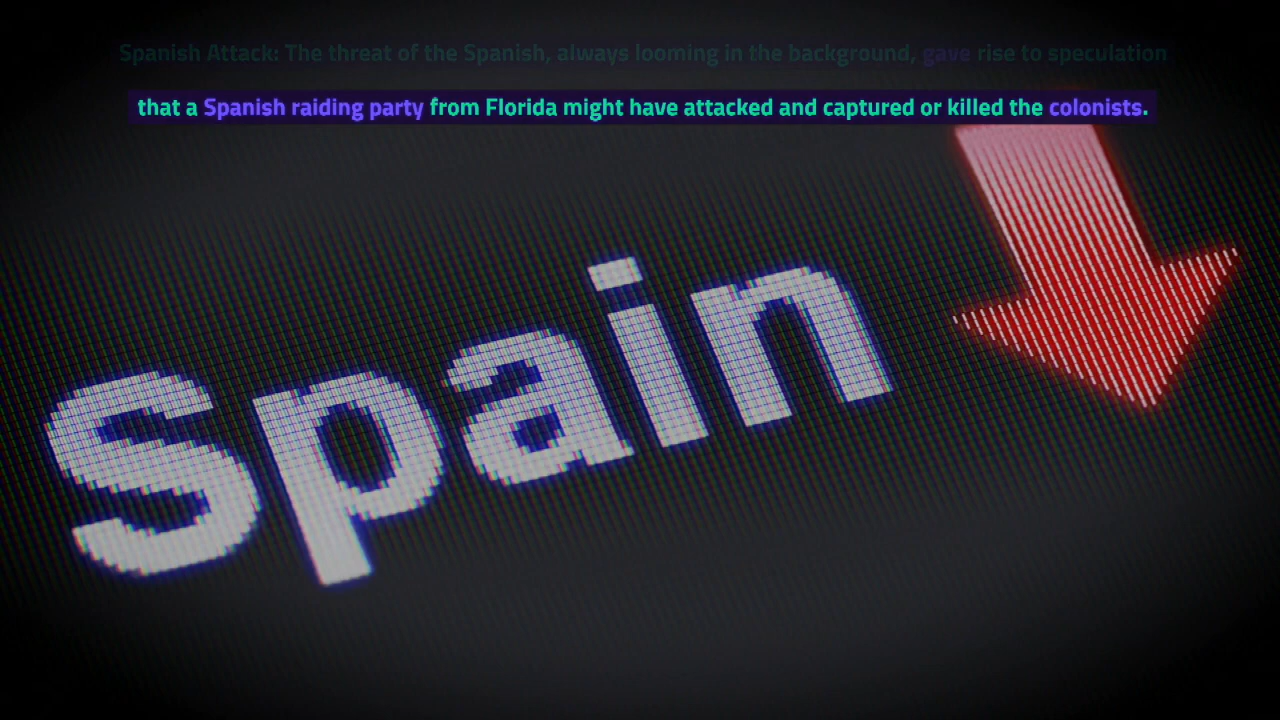 Spanish Attack: The threat of the Spanish, always looming in the background, gave rise to speculation
that a Spanish raiding party from Florida might have attacked and captured or killed the colonists.
Spain